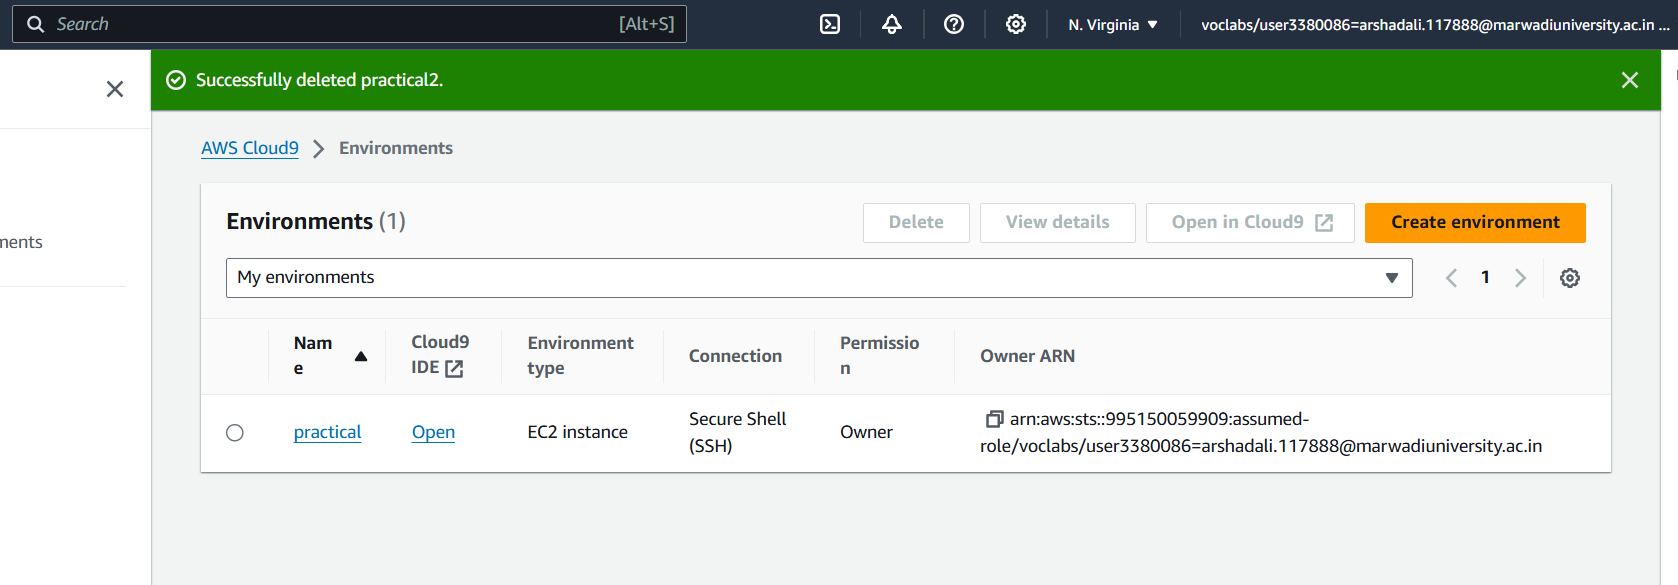 Search [Alt+S] N. Virginia voclabs/user3380086=arshadali.117888@marwadiuniversity.ac.in ...
Successfully deleted practical2.
AWS Cloud9 Environments
nents
Environments (1) Delete View details Open in Cloud9 Create environment
My environments 1
Nam
e
Cloud9
IDE
Environment
type
Connection
Permissio
n
Owner ARN
practical
Open
EC2 instance
Secure Shell
(SSH)
Owner
arn:aws:sts::995150059909:assumed-
role/voclabs/user3380086=arshadali.117888@marwadiuniversity.ac.in